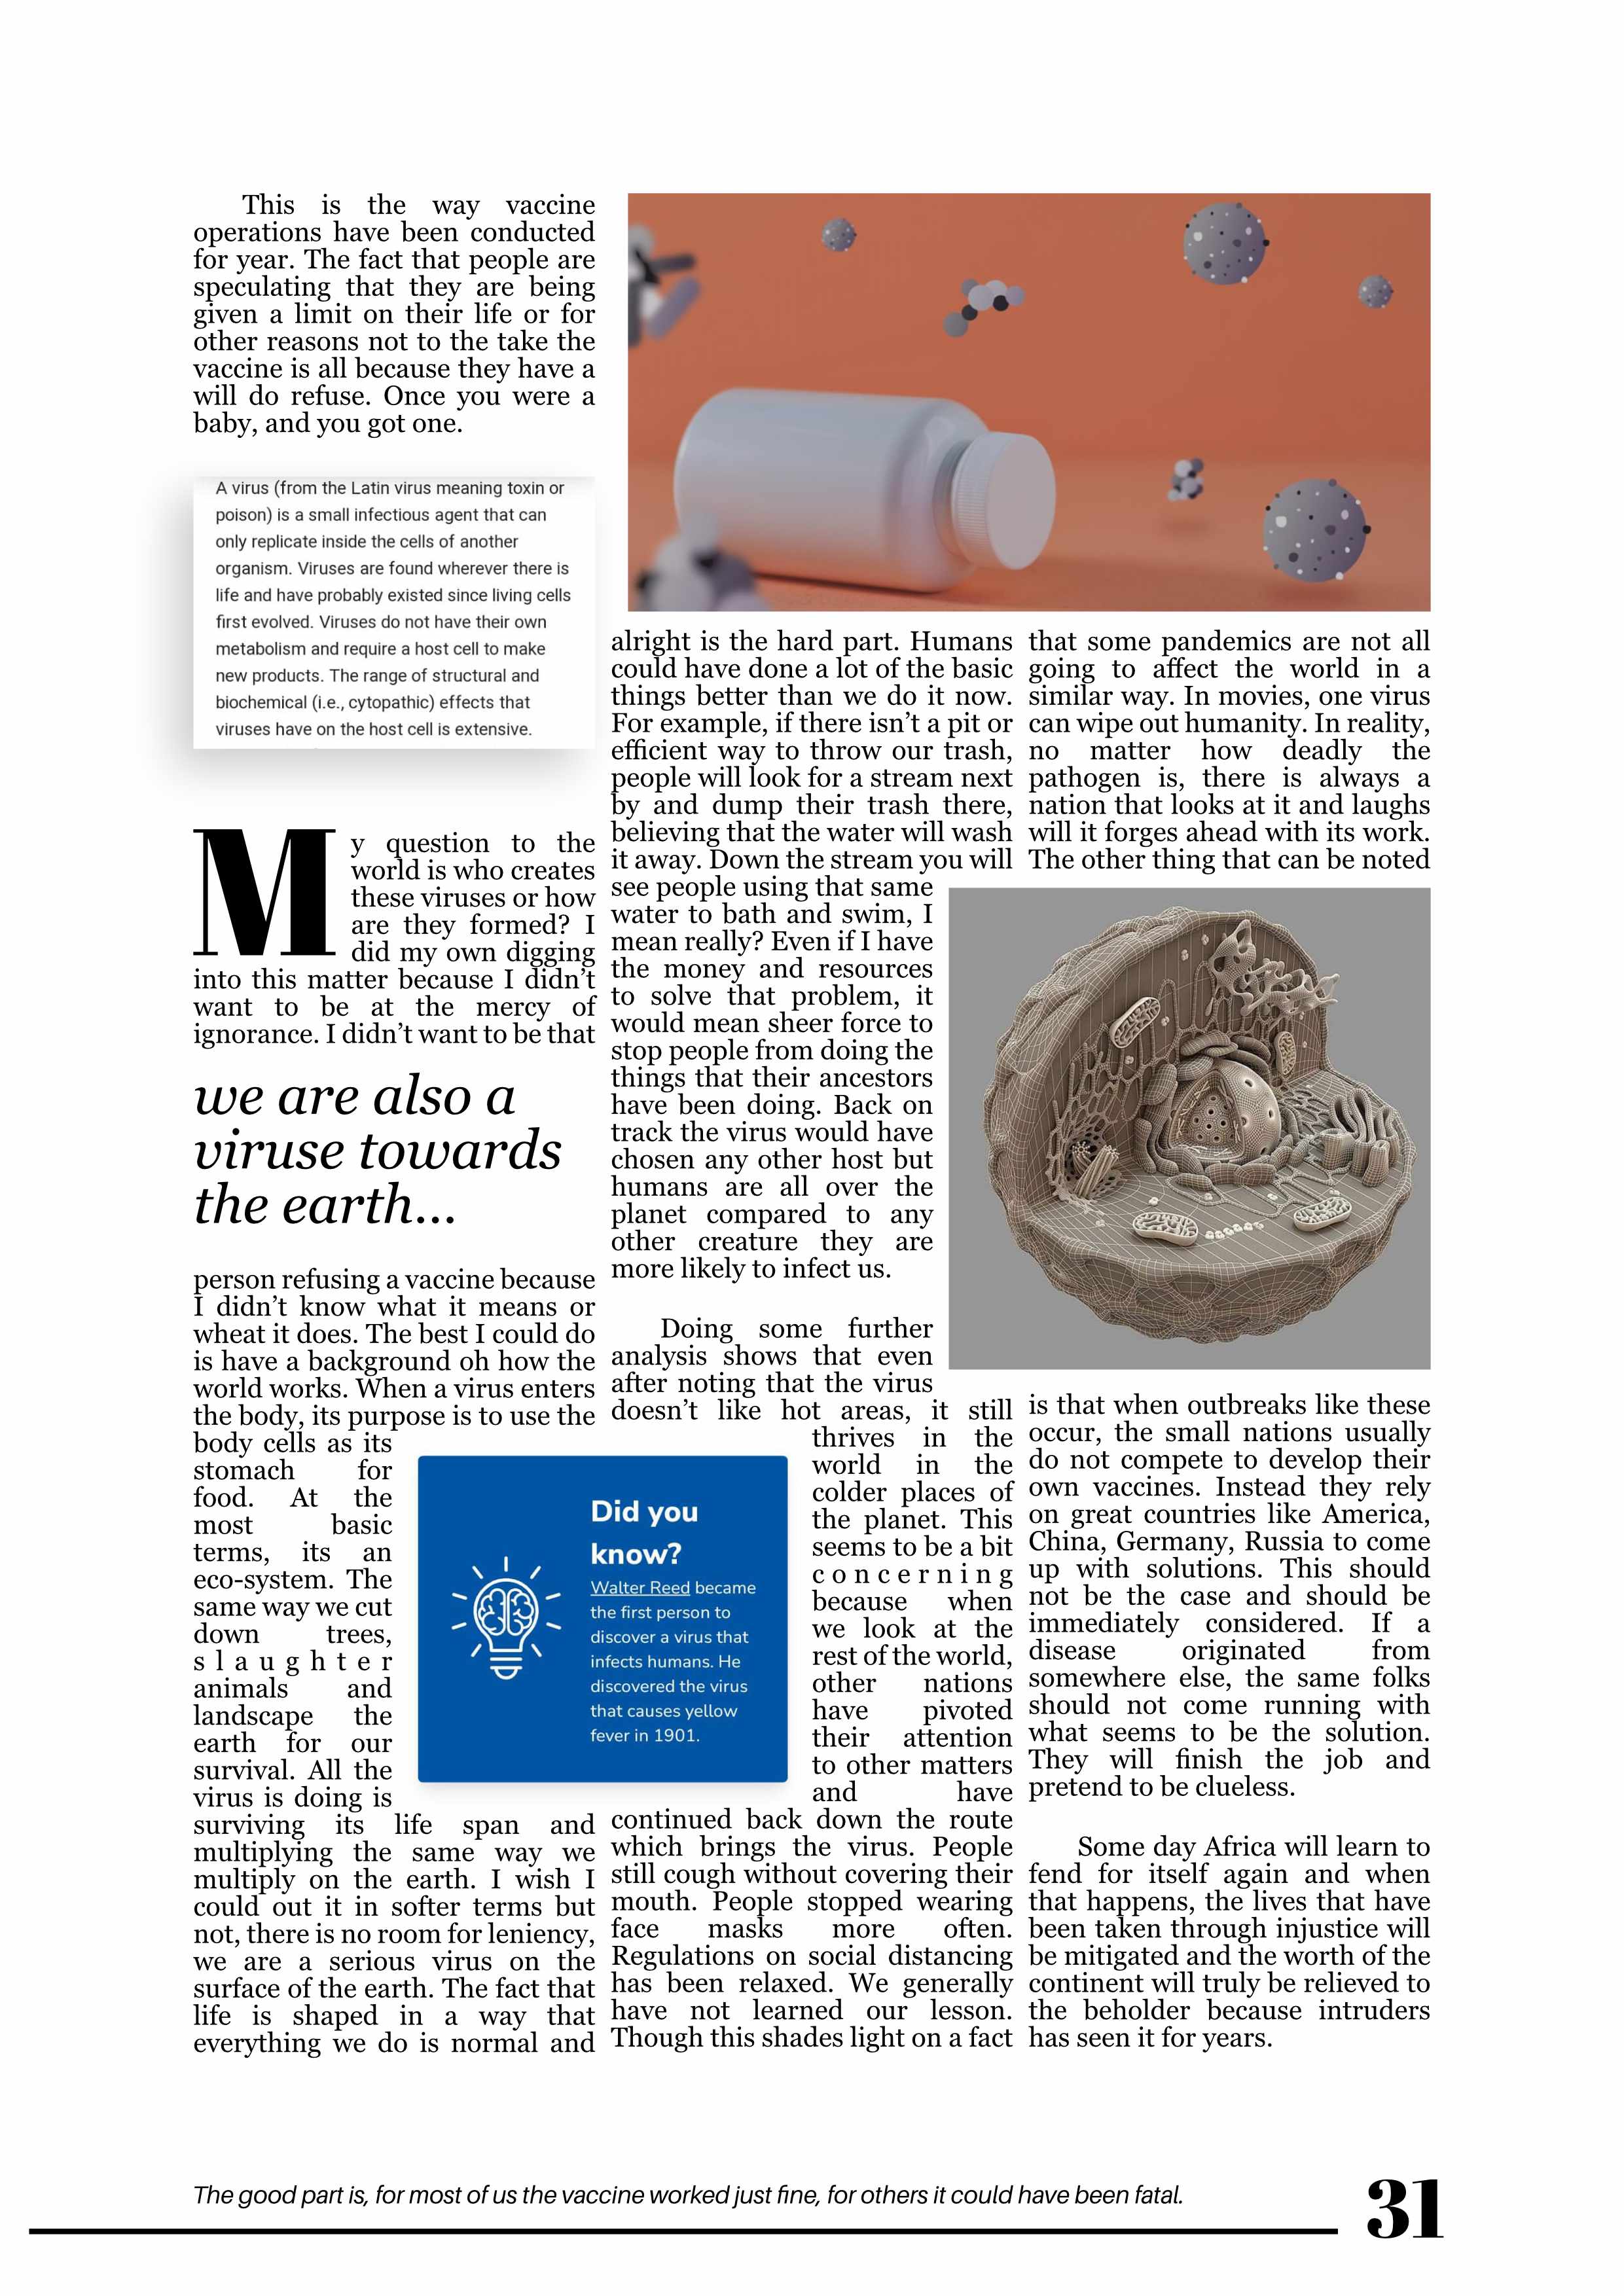 This is the way vaccine
operations have been conducted
for year. The fact that people are
speculating that they are being
given a limit on their life or for
other reasons not to the take the
vaccine is all because they have a
will do refuse. Once you were a
baby, and you got one.
A virus (from the Latin virus meaning toxin or
poison) is a small infectious agent that can
only replicate inside the cells of another
organism. Viruses are found wherever there is
life and have probably existed since living cells
first evolved. Viruses do not have their own
metabolism and require a host cell to make
new products. The range of structural and
biochemical (i.e., cytopathic) effects that
viruses have on the host cell is extensive.
My question to the
world is who creates
these viruses or how
are they formed? I
did my own digging
into this matter because I didn't
want to be at the mercy of
ignorance. I didn't want to be that
we are also a
viruse towards
the earth...
person refusing a vaccine because
I didn't know what it means or
wheat it does. The best I could do
is have a background oh how the
world works. When a virus enters
the body, its purpose is to use the
body cells as its
stomach for
food. At the
most basic
terms, its an
eco-system. The
same way we cut
down trees,
slaughter
animals and
landscape the
earth for our
survival. All the
virus is doing is
surviving its life span and
multiplying the same way we
multiply on the earth. I wish I
could out it in softer terms but
not, there is no room for leniency,
we are a serious virus on the
surface of the earth. The fact that
life is shaped in a way that
everything we do is normal and
alright is the hard part. Humans
could have done a lot of the basic
things better than we do it now.
For example, if there isn't a pit or
efficient way to throw our trash,
people will look for a stream next
by and dump their trash there,
believing that the water will wash
it away. Down the stream you will
see people using that same
water to bath and swim, I
mean really? Even if I have
the money and resources
to solve that problem, it
would mean sheer force to
stop people from doing the
things that their ancestors
have been doing. Back on
track the virus would have
chosen any other host but
humans are all over the
planet compared to any
other creature they are
more likely to infect us.
Doing some further
analysis shows that even
after noting that the virus
doesn't like hot areas, it still
thrives in the
world in the
colder places of
the planet. This
seems to be a bit
concerning
because when
we look at the
rest of the world,
other nations
have pivoted
their attention
to other matters
and have
continued back down the route
which brings the virus. People
still cough without covering their
mouth. People stopped wearing
face masks more often.
Regulations on social distancing
has been relaxed. We generally
have not learned our lesson.
Though this shades light on a fact
Did you
know?
Walter Reed became
the first person to
discover a virus that
infects humans. He
discovered the virus
that causes yellow
fever in 1901.
that some pandemics are not all
going to affect the world in a
similar way. In movies, one virus
can wipe out humanity. In reality,
no matter how deadly the
pathogen is, there is always a
nation that looks at it and laughs
will it forges ahead with its work.
The other thing that can be noted
is that when outbreaks like these
occur, the small nations usually
do not compete to develop their
own vaccines. Instead they rely
on great countries like America,
China, Germany, Russia to come
up with solutions. This should
not be the case and should be
immediately considered. If a
disease originated from
somewhere else, the same folks
should not come running with
what seems to be the solution.
They will finish the job and
pretend to be clueless.
Some day Africa will learn to
fend for itself again and when
that happens, the lives that have
been taken through injustice will
be mitigated and the worth of the
continent will truly be relieved to
the beholder because intruders
has seen it for years.
The good part is, for most of us the vaccine worked just fine, for others it could have been fatal.
31